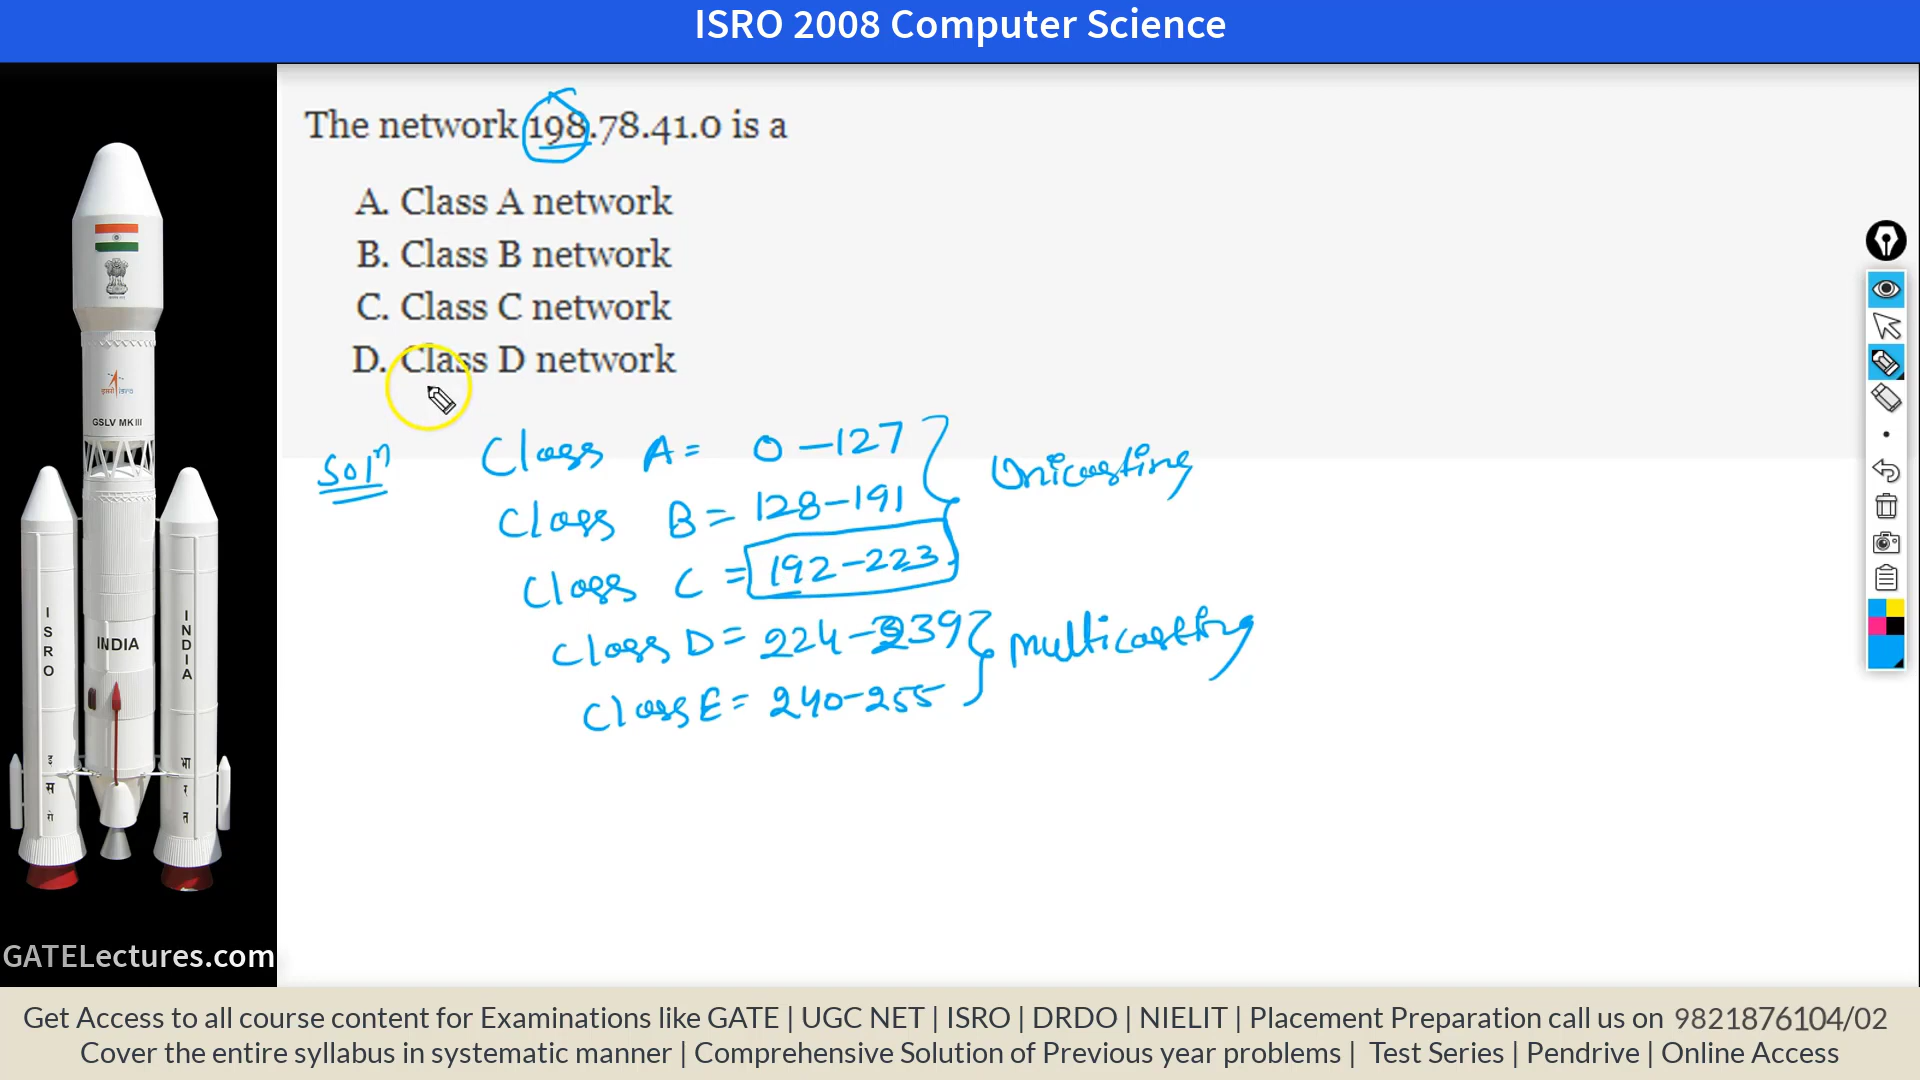 ISRO 2008 Computer Science
The network 198.78.41.0 is a
A. Class A network
B. Class B network
C. Class C network
D. Class D network
Solⁿ
Class A = 0 – 127
Class B = 128 – 191
Unicasting
Class C = 192 – 223
Class D = 224 – 239
multicasting
Class E = 240 – 255
इसरो isro
GSLV MK III
INDIA
I
S
R
O
इ
स
रो
I
N
D
I
A
भा
र
त
GATELectures.com
Get Access to all course content for Examinations like GATE | UGC NET | ISRO | DRDO | NIELIT | Placement Preparation call us on 9821876104/02
Cover the entire syllabus in systematic manner | Comprehensive Solution of Previous year problems | Test Series | Pendrive | Online Access